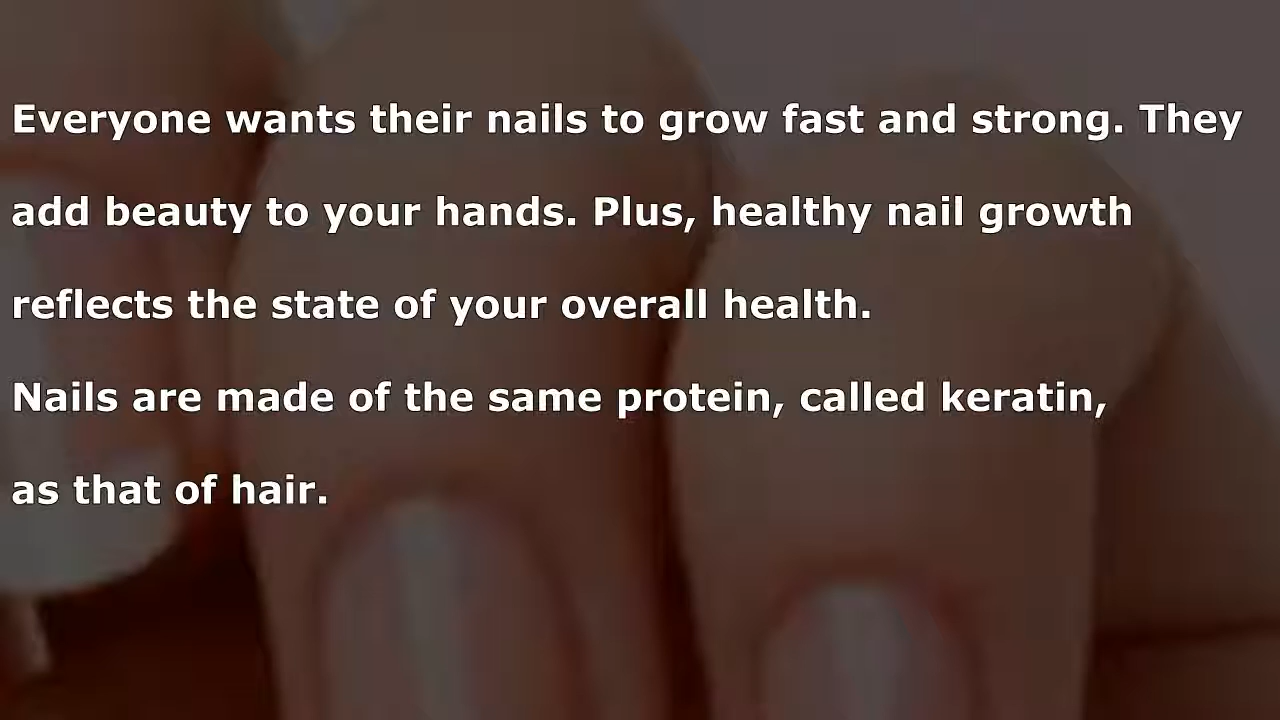 Everyone wants their nails to grow fast and strong. They
add beauty to your hands. Plus, healthy nail growth
reflects the state of your overall health.
Nails are made of the same protein, called keratin,
as that of hair.